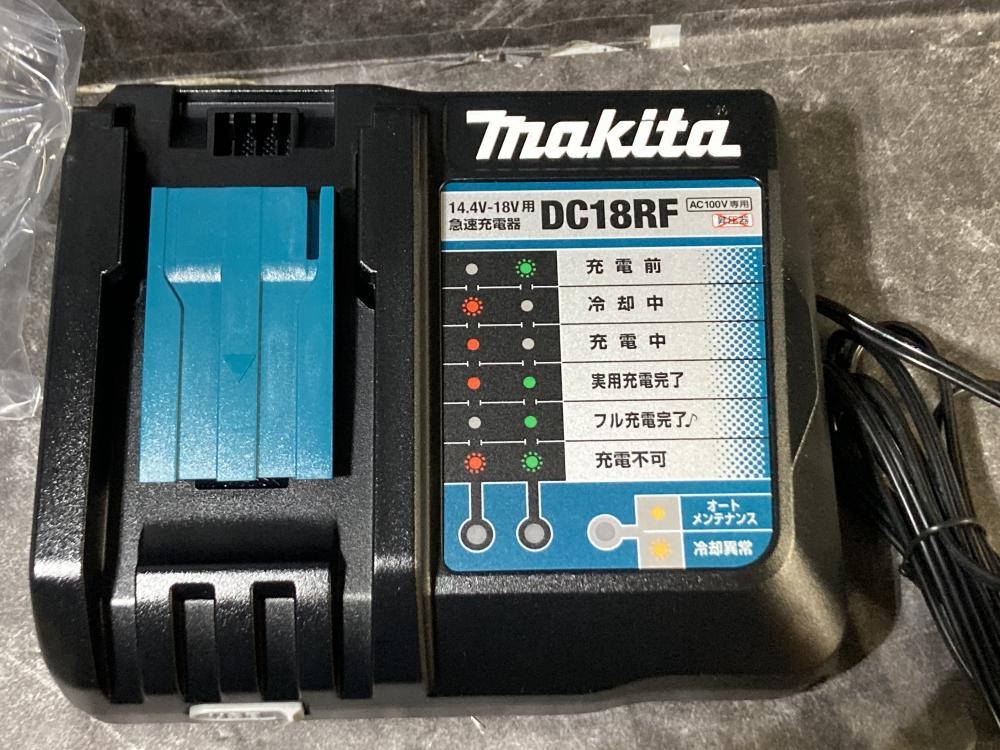 makita
14.4V-18V用
急速充電器
DC18RF
AC100V専用
昇圧器
充電前
冷却中
充電中
実用充電完了
フル充電完了♪
充電不可
オート
メンテナンス
冷却異常